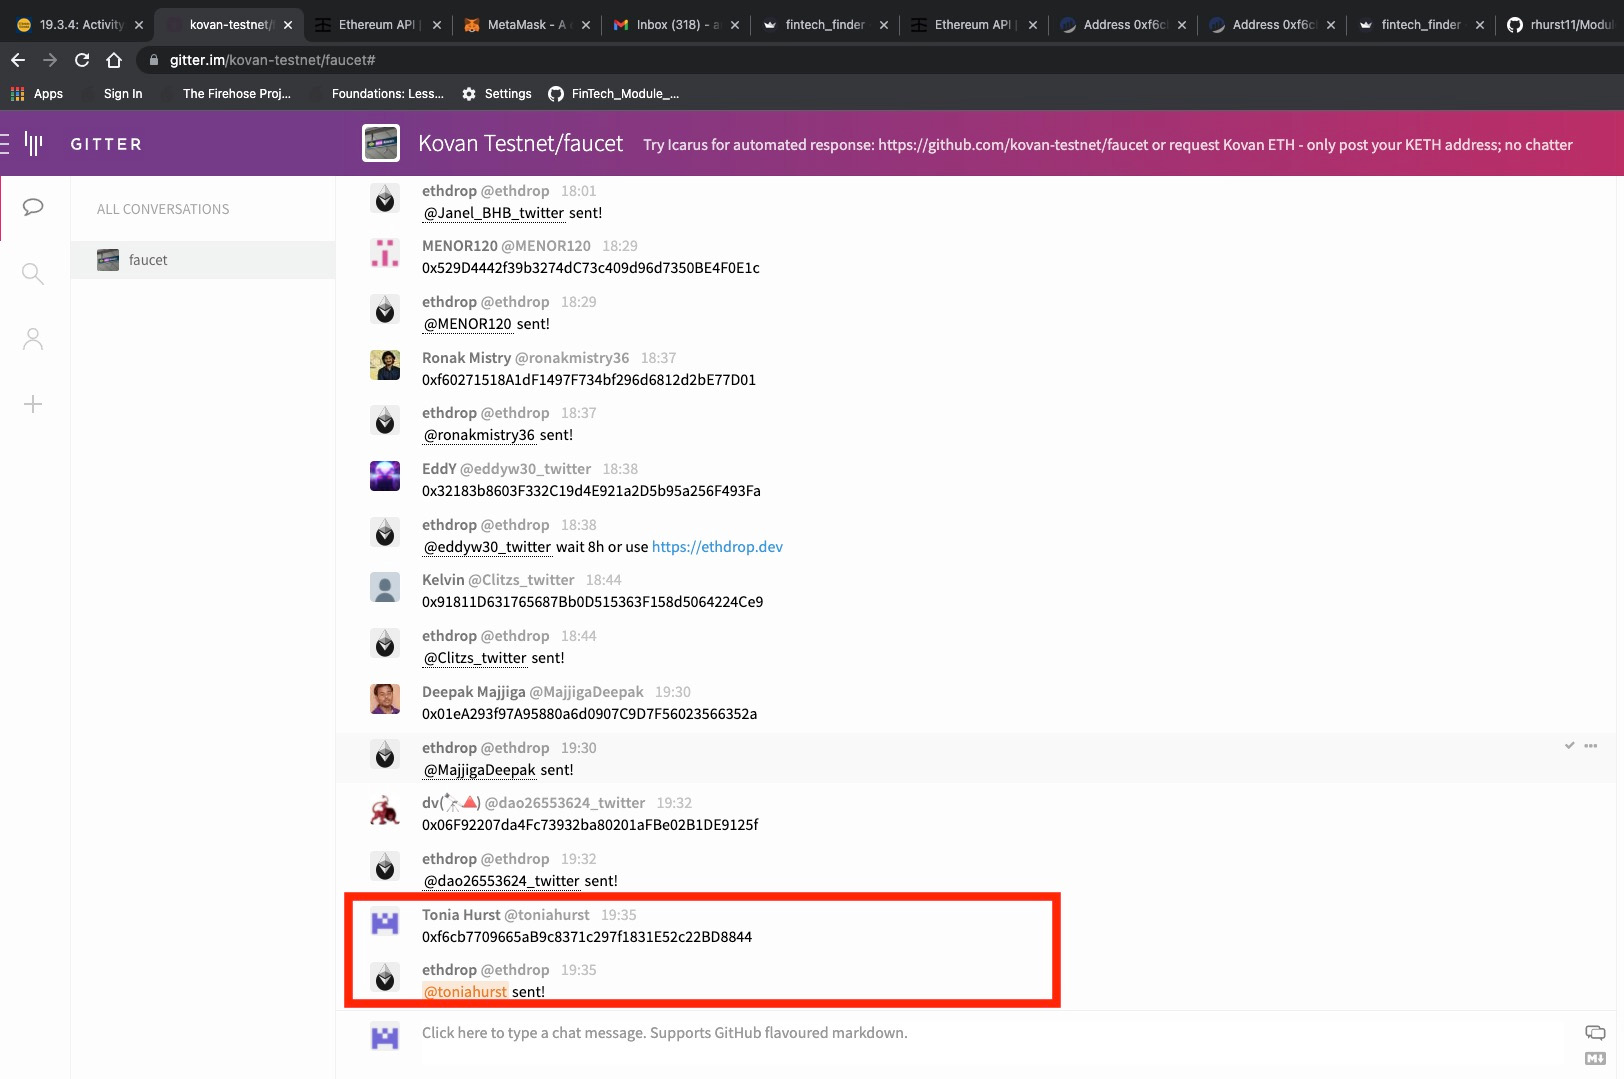 19.3.4: Activity
kovan-testnet/
Ethereum API |
MetaMask - A
Inbox (318) - a
fintech_finder
Ethereum API |
Address 0xf6c
Address 0xf6c
fintech_finder
rhurst11/Modul
gitter.im/kovan-testnet/faucet#
Apps
Sign In
The Firehose Proj...
Foundations: Less...
Settings
FinTech_Module_...
GITTER
Kovan Testnet/faucet
Try Icarus for automated response: https://github.com/kovan-testnet/faucet or request Kovan ETH - only post your KETH address; no chatter
ALL CONVERSATIONS
faucet
ethdrop @ethdrop 18:01
@Janel_BHB_twitter sent!
MENOR120 @MENOR120 18:29
0x529D4442f39b3274dC73c409d96d7350BE4F0E1c
ethdrop @ethdrop 18:29
@MENOR120 sent!
Ronak Mistry @ronakmistry36 18:37
0xf60271518A1dF1497F734bf296d6812d2bE77D01
ethdrop @ethdrop 18:37
@ronakmistry36 sent!
EddY @eddyw30_twitter 18:38
0x32183b8603F332C19d4E921a2D5b95a256F493Fa
ethdrop @ethdrop 18:38
@eddyw30_twitter wait 8h or use https://ethdrop.dev
Kelvin @Clitzs_twitter 18:44
0x91811D631765687Bb0D515363F158d5064224Ce9
ethdrop @ethdrop 18:44
@Clitzs_twitter sent!
Deepak Majjiga @MajjigaDeepak 19:30
0x01eA293f97A95880a6d0907C9D7F56023566352a
ethdrop @ethdrop 19:30
@MajjigaDeepak sent!
dv(🔭🔺) @dao26553624_twitter 19:32
0x06F92207da4Fc73932ba80201aFBe02B1DE9125f
ethdrop @ethdrop 19:32
@dao26553624_twitter sent!
Tonia Hurst @toniahurst 19:35
0xf6cb7709665aB9c8371c297f1831E52c22BD8844
ethdrop @ethdrop 19:35
@toniahurst sent!
Click here to type a chat message. Supports GitHub flavoured markdown.